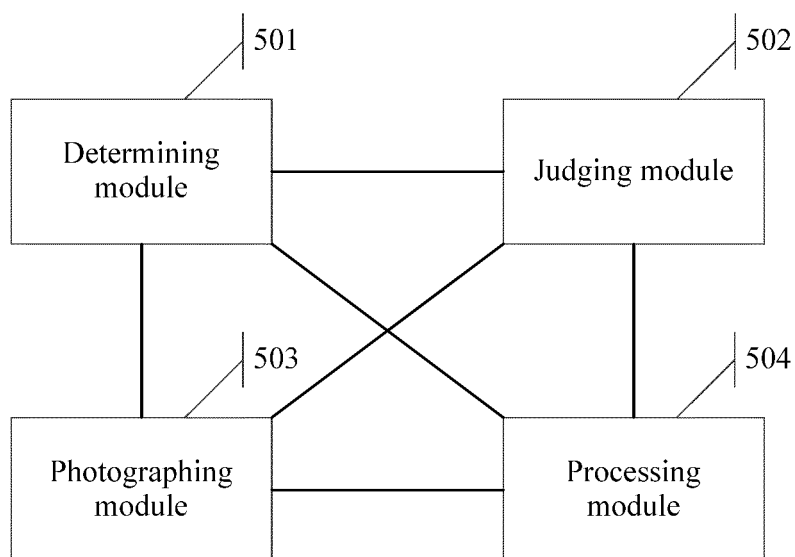 501
502
Determining
module
Judging module
503
504
Photographing
module
Processing
module